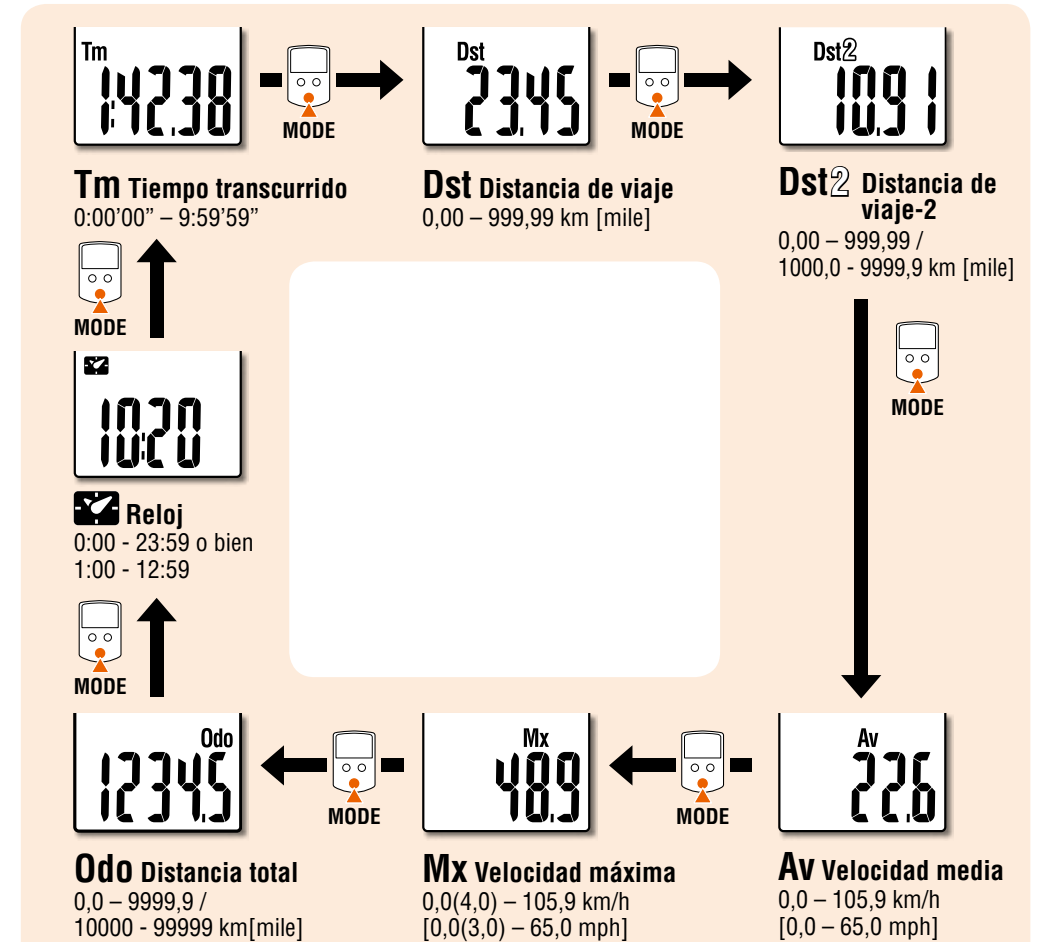 Tm
1:42.38
MODE
Dst
23.45
MODE
Dst2
10.91
Tm Tiempo transcurrido
0:00’00” – 9:59’59”
Dst Distancia de viaje
0,00 – 999,99 km [mile]
Dst2 Distancia de
viaje-2
0,00 – 999,99 /
1000,0 - 9999,9 km [mile]
MODE
MODE
10:20
Reloj
0:00 - 23:59 o bien
1:00 - 12:59
MODE
Odo
1234.5
MODE
Mx
48.9
MODE
Av
22.6
Odo Distancia total
0,0 – 9999,9 /
10000 - 99999 km[mile]
Mx Velocidad máxima
0,0(4,0) – 105,9 km/h
[0,0(3,0) – 65,0 mph]
Av Velocidad media
0,0 – 105,9 km/h
[0,0 – 65,0 mph]